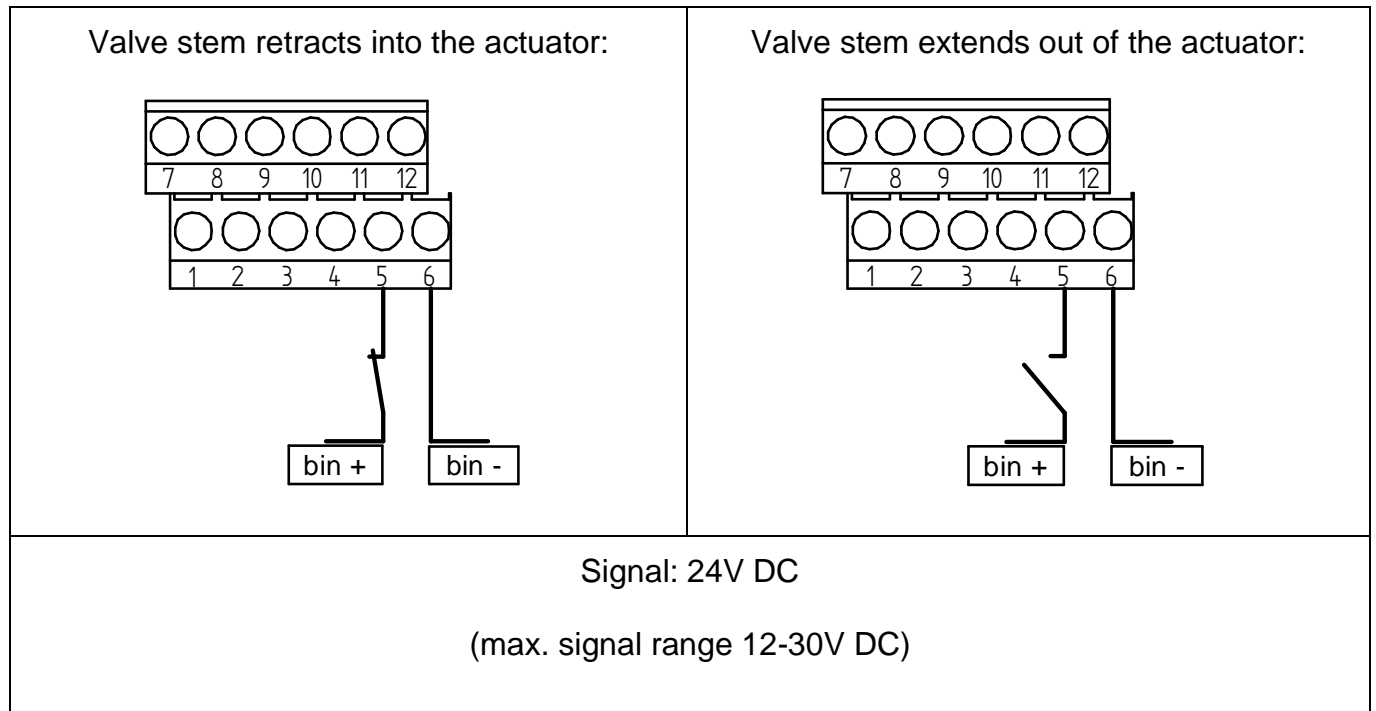 Valve stem retracts into the actuator:
7 8 9 10 11 12
1 2 3 4 5 6
bin + bin -
Valve stem extends out of the actuator:
7 8 9 10 11 12
1 2 3 4 5 6
bin + bin -
Signal: 24V DC
(max. signal range 12-30V DC)